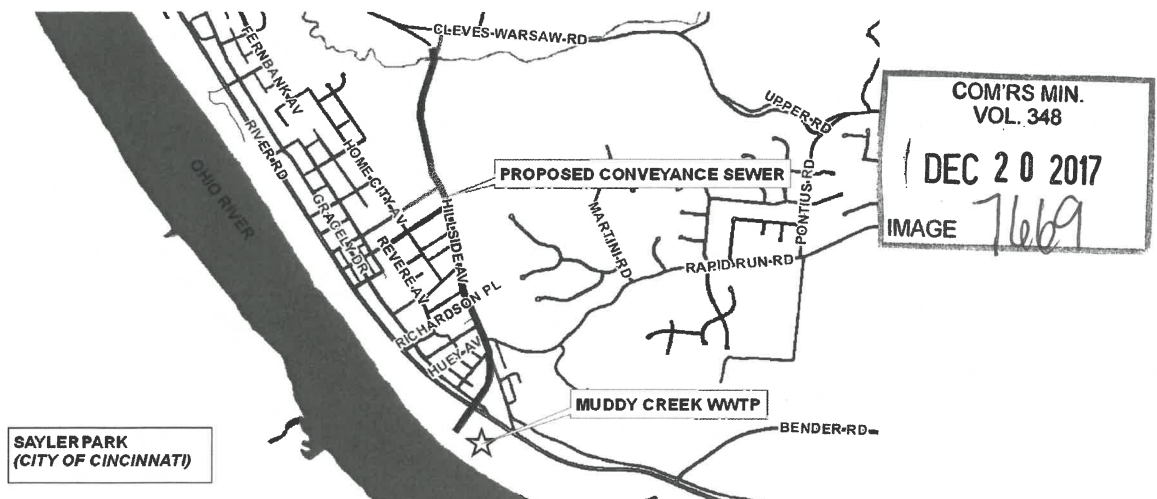 CLEVES-WARSAW-RD
FERNBANK-AV
UPPER-RD
COM'RS MIN.
VOL. 348
DEC 20 2017
IMAGE 7669
RIVER-RD
HOME-CITY-AV
OHIO RIVER
PROPOSED CONVEYANCE SEWER
PONTIUS-RD
GRACELY-DR
HILLSIDE-AV
MARTINI-RD
REVERE-AV
RAPID-RUN-RD
RICHARDSON PL
HUEY-AV
MUDDY CREEK WWTP
BENDER-RD
SAYLER PARK
(CITY OF CINCINNATI)